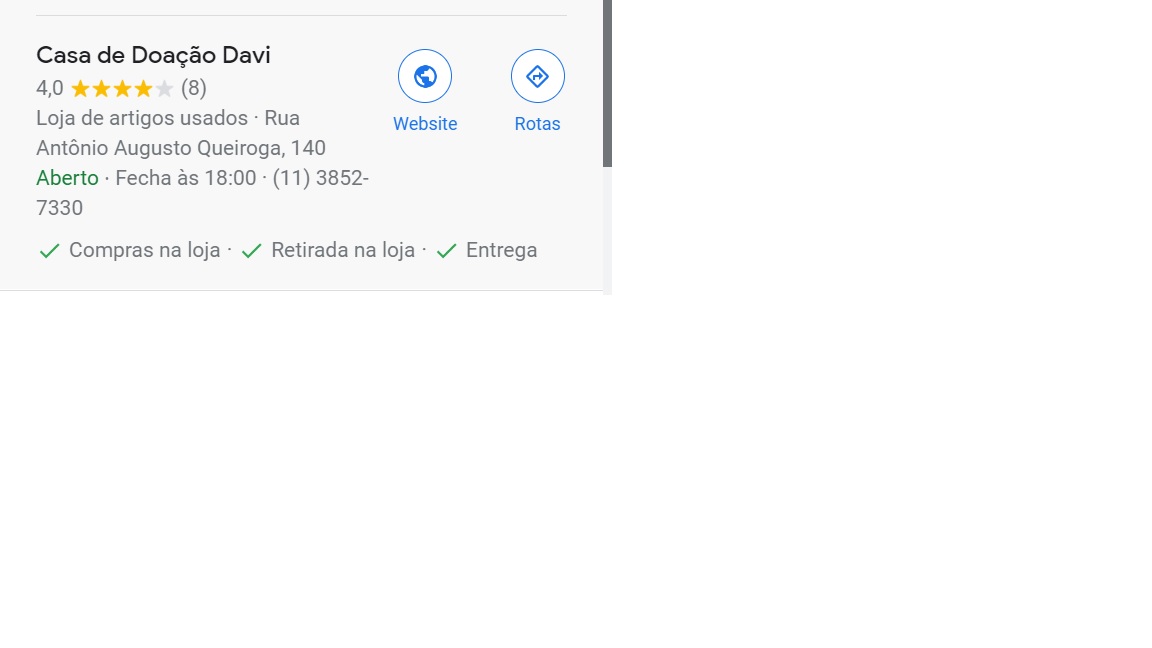 Casa de Doação Davi
4,0 (8)
Loja de artigos usados · Rua
Antônio Augusto Queiroga, 140
Aberto · Fecha às 18:00 · (11) 3852-
7330
Compras na loja · Retirada na loja · Entrega
Website
Rotas